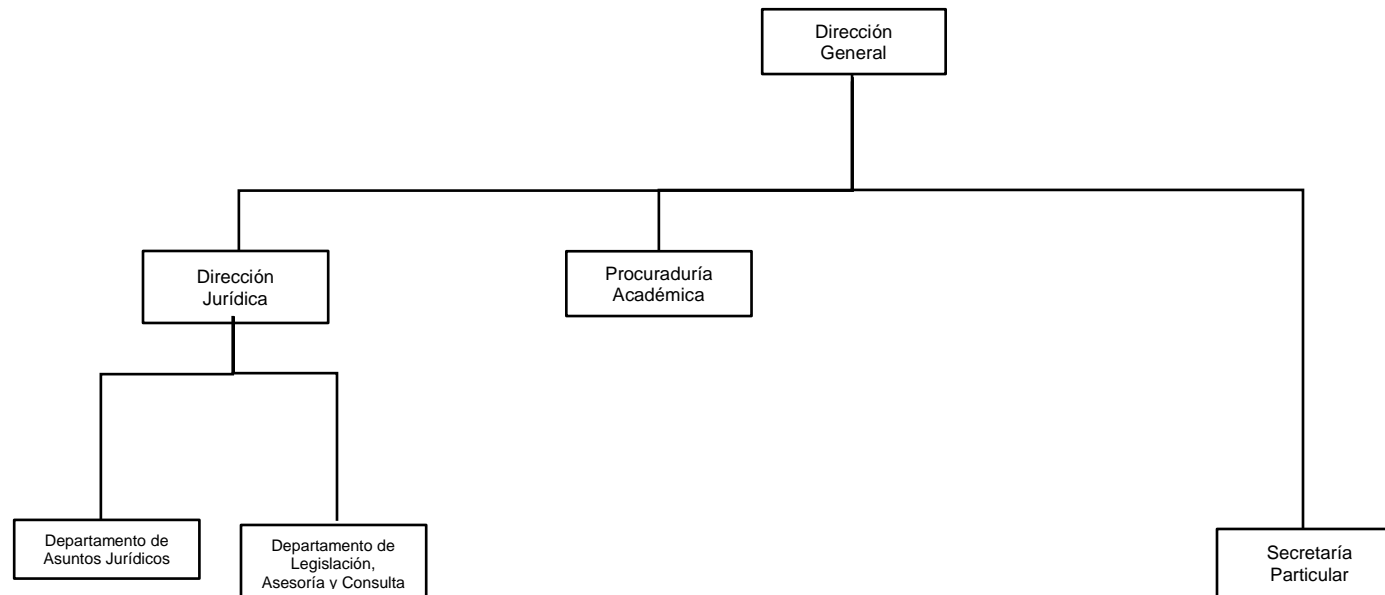 Dirección
General
Dirección
Jurídica
Procuraduría
Académica
Departamento de
Asuntos Jurídicos
Departamento de
Legislación,
Asesoría y Consulta
Secretaría
Particular